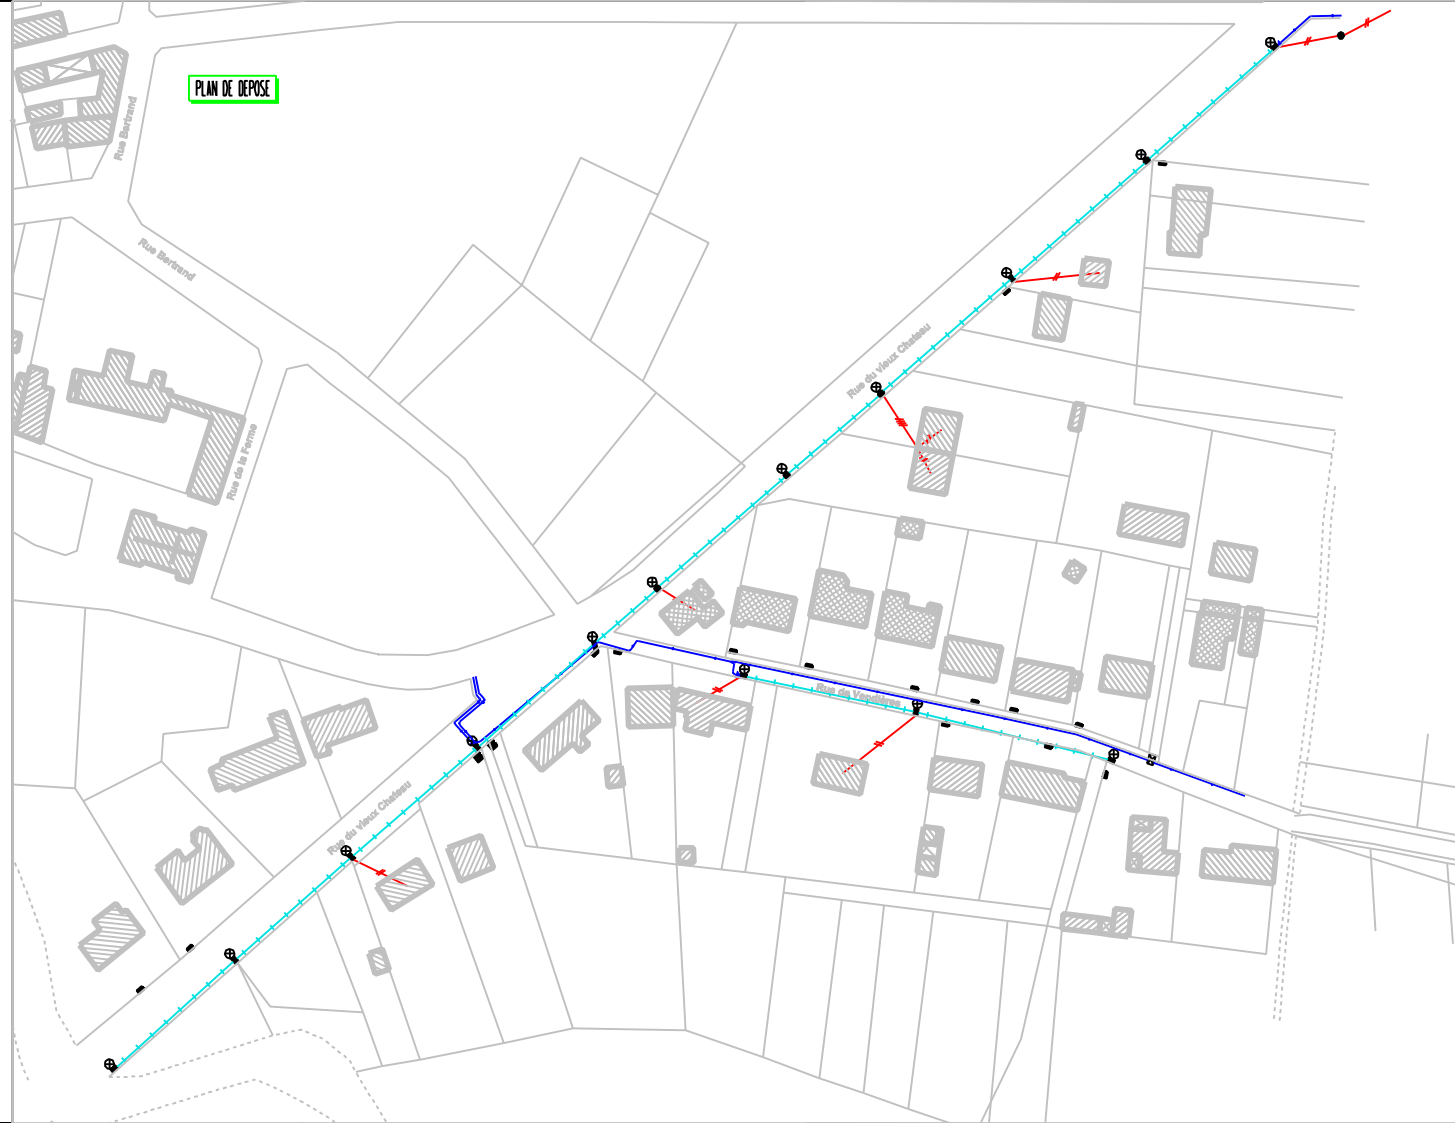 PLAN DE DEPOSE
Rue Bertrand
Rue Bertrand
Rue du vieux Chateau
Rue de la Ferme
Rue de Vendières
Rue du vieux Chateau